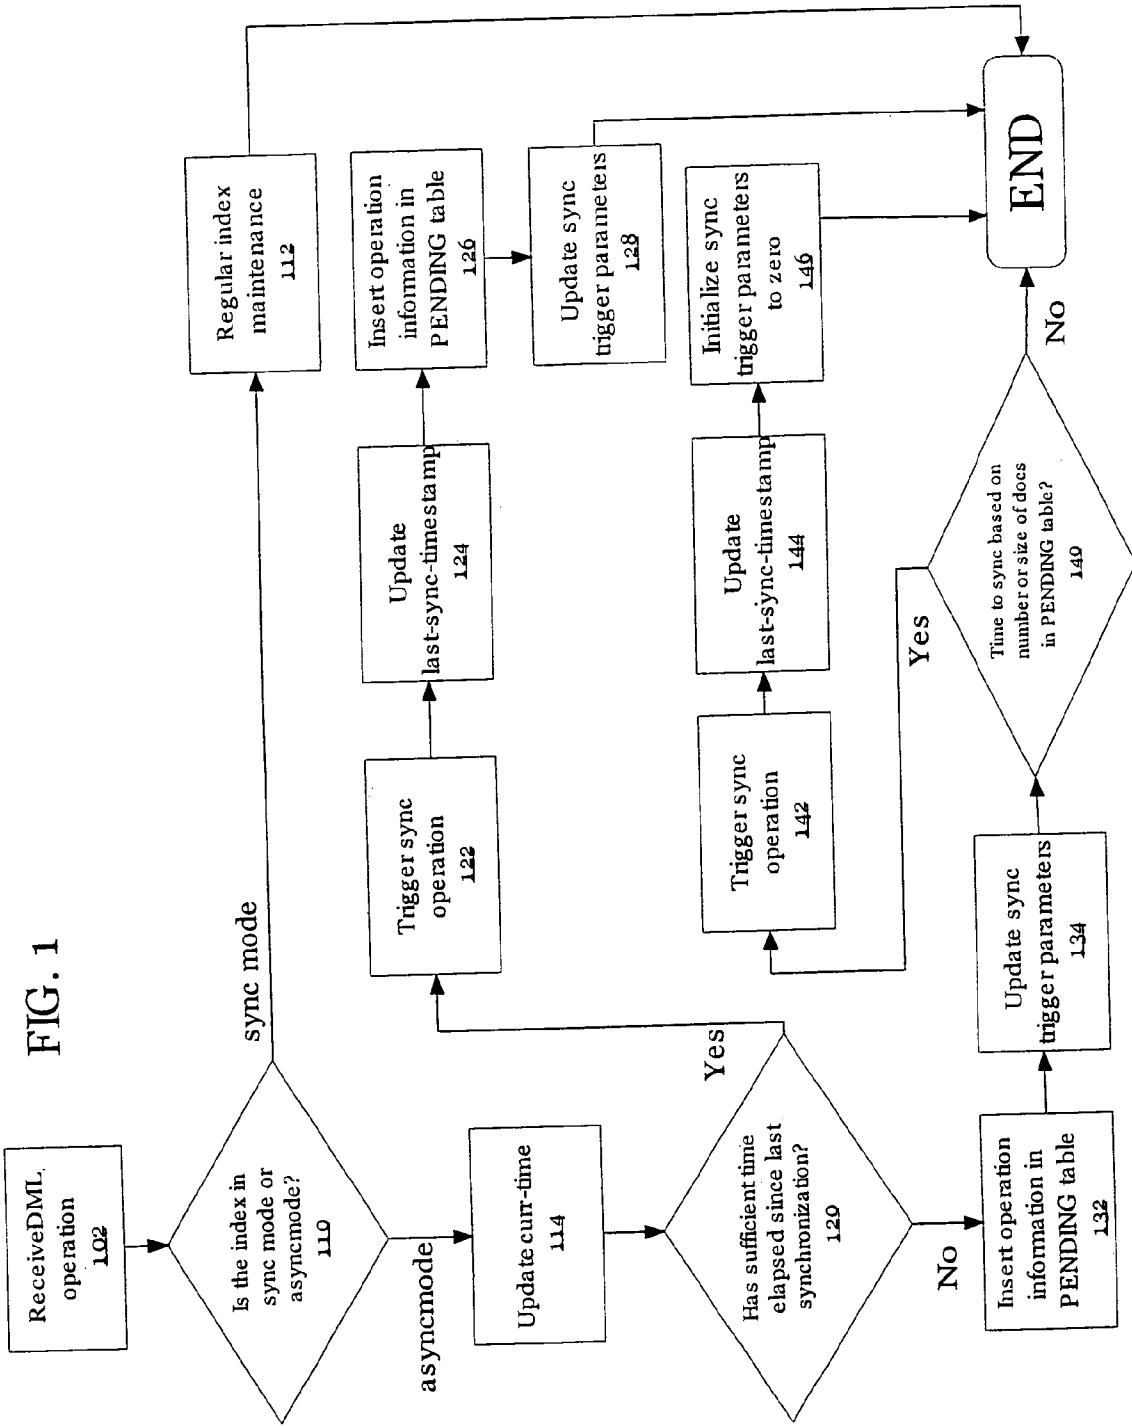 FIG. 1
ReceiveDML
operation
102
Is the index in
sync mode or
asyncmode?
110
sync mode
Regular index
maintenance
112
asyncmode
Update curr-time
114
Has sufficient time
elapsed since last
synchronization?
120
Yes
Trigger sync
operation
122
Update
last-sync-timestamp
124
Insert operation
information in
PENDING table
126
Update sync
trigger parameters
128
No
Insert operation
information in
PENDING table
132
Update sync
trigger parameters
134
Time to sync based on
number or size of docs
in PENDING table?
140
Yes
Trigger sync
operation
142
Update
last-sync-timestamp
144
Initialize sync
trigger parameters
to zero
146
No
END